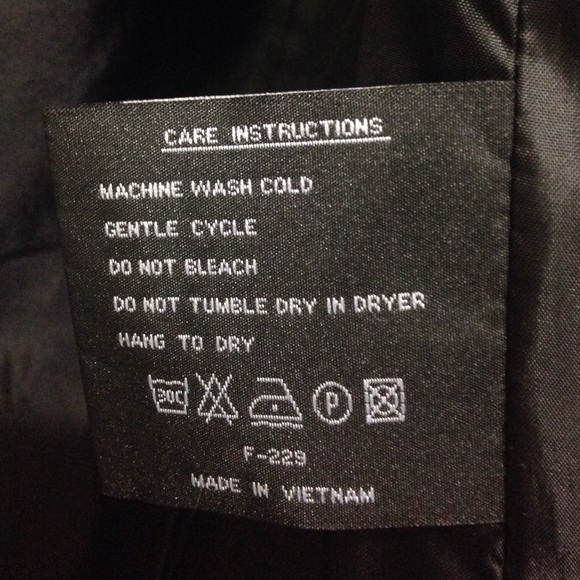 CARE INSTRUCTIONS
MACHINE WASH COLD
GENTLE CYCLE
DO NOT BLEACH
DO NOT TUMBLE DRY IN DRYER
HANG TO DRY
30C P
F-229
MADE IN VIETNAM